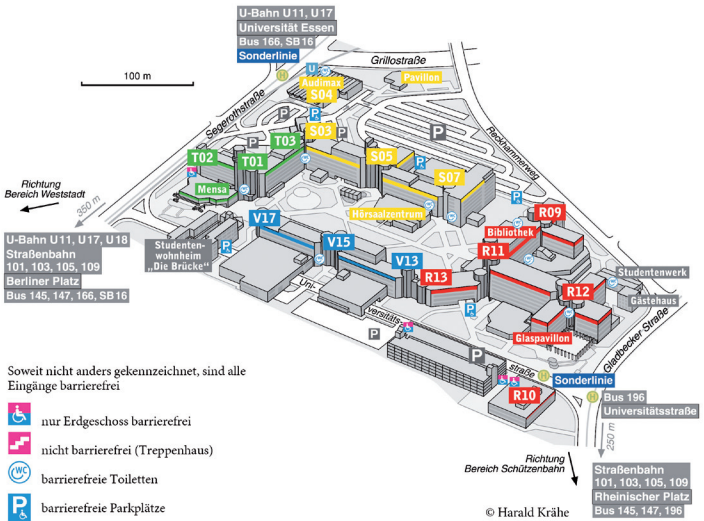 U-Bahn U11, U17
Universität Essen
Bus 166, SB16
Sonderlinie
H
U
100 m
Segerothstraße
Grillostraße
Audimax
S04
Pavillon
P
P
P
P
P
Reckhammerweg
T03
S03
T02
T01
S05
S07
Mensa
Richtung
Bereich Weststadt
350 m
Hörsaalzentrum
P
P
R09
Bibliothek
V17
V15
V13
R11
R13
Studenten-
wohnheim
„Die Brücke“
P
U-Bahn U11, U17, U18
Straßenbahn
101, 103, 105, 109
Berliner Platz
Bus 145, 147, 166, SB16
Studentenwerk
Gästehaus
R12
Glaspavillon
Uni-
versitäts-
straße
P
P
P
Gladbecker Straße
H
Sonderlinie
H
Bus 196
Universitätsstraße
R10
250 m
Richtung
Bereich Schützenbahn
Straßenbahn
101, 103, 105, 109
Rheinischer Platz
Bus 145, 147, 196
Soweit nicht anders gekennzeichnet, sind alle
Eingänge barrierefrei
nur Erdgeschoss barrierefrei
nicht barrierefrei (Treppenhaus)
WC barrierefreie Toiletten
P barrierefreie Parkplätze
© Harald Krähe